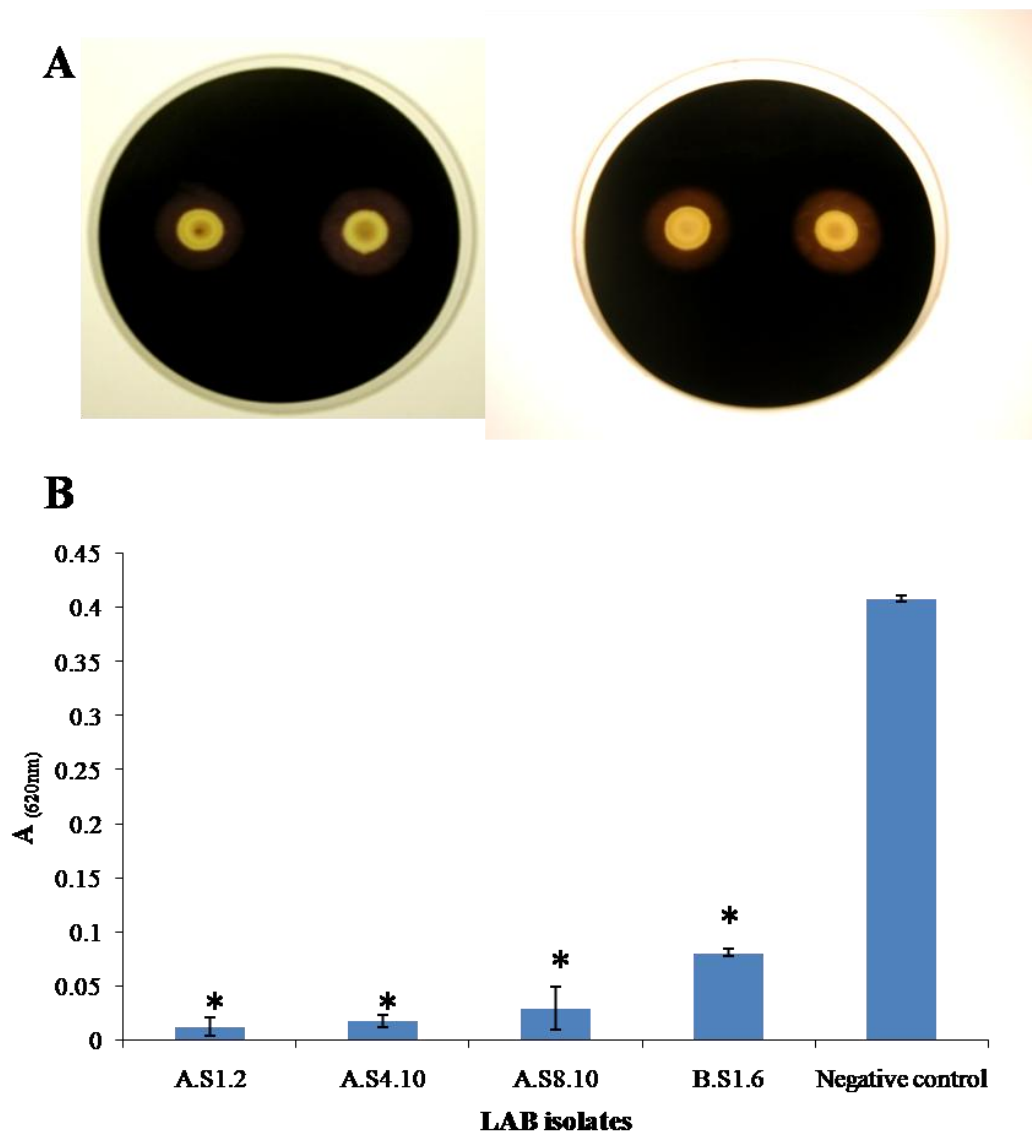 A
B
0.45
0.4
0.35
0.3
0.25
0.2
0.15
0.1
0.05
0
A (620nm)
*
*
*
*
A.S1.2 A.S4.10 A.S8.10 B.S1.6 Negative control
LAB isolates